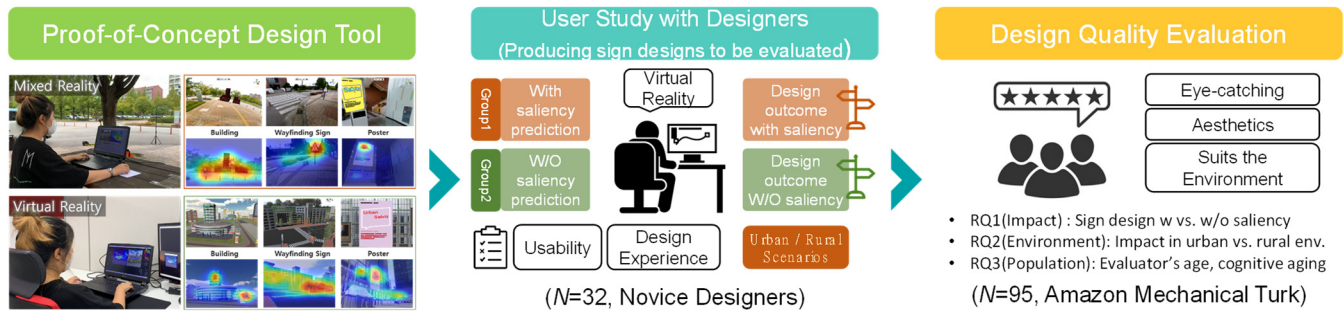 Proof-of-Concept Design Tool
Mixed Reality
Building
Wayfinding Sign
Poster
Virtual Reality
Building
Wayfinding Sign
Poster
User Study with Designers
(Producing sign designs to be evaluated)
Group1
With
saliency
prediction
Virtual
Reality
Design
outcome
with saliency
Group2
W/O
saliency
prediction
Design
outcome
W/O saliency
Usability
Design
Experience
Urban / Rural
Scenarios
(N=32, Novice Designers)
Design Quality Evaluation
Eye-catching
Aesthetics
Suits the
Environment
• RQ1(Impact) : Sign design w vs. w/o saliency
• RQ2(Environment): Impact in urban vs. rural env.
• RQ3(Population): Evaluator's age, cognitive aging
(N=95, Amazon Mechanical Turk)